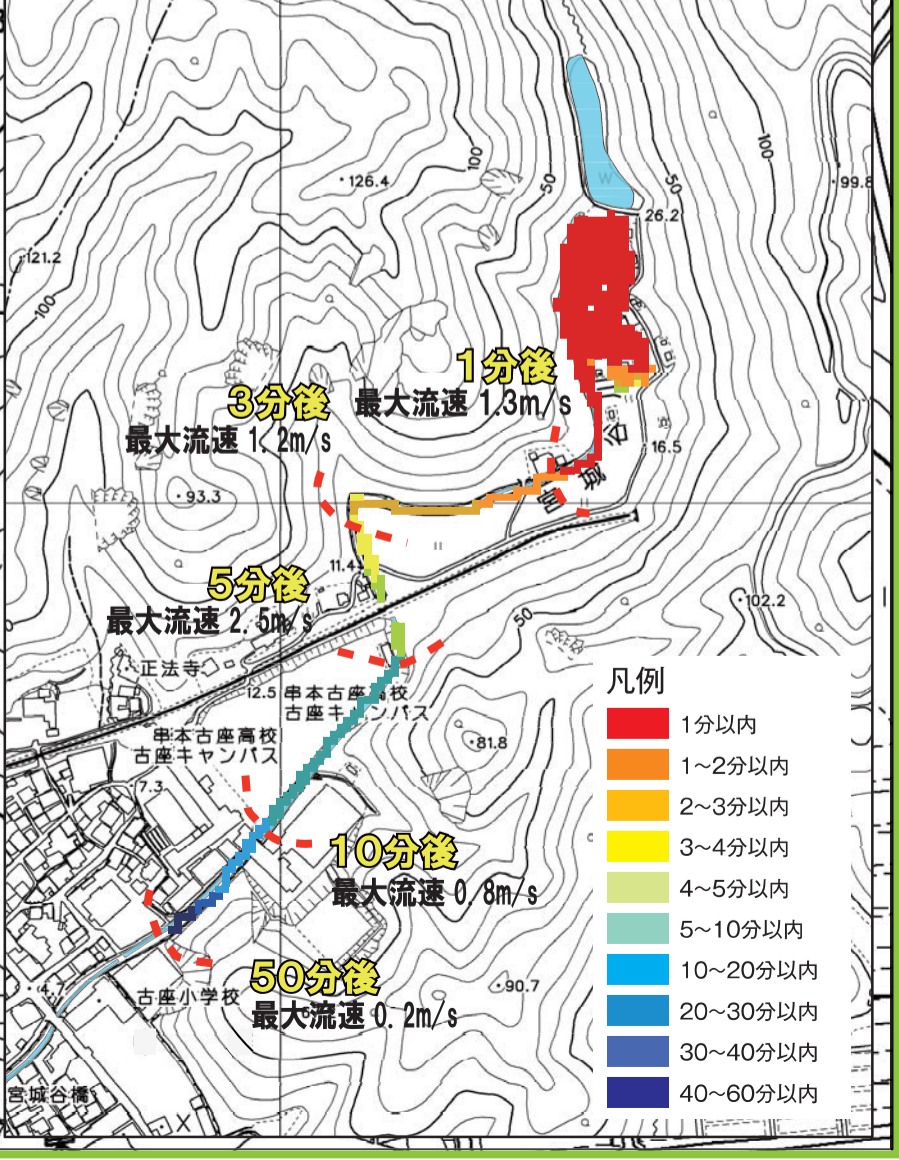 100
50
W
50
100
126.4
99.8
26.2
121.2
100
1分後
最大流速 1.3m/s
3分後
最大流速 1.2m/s
16.5
宮城谷
93.3
11.4
5分後
最大流速 2.5m/s
102.2
50
正法寺
12.5
串本古座高校
古座キャンパス
串本古座高校
古座キャンパス
81.8
7.3
10分後
最大流速 0.8m/s
50分後
最大流速 0.2m/s
90.7
4.7
古座小学校
宮城谷橋
凡例
1分以内
1〜2分以内
2〜3分以内
3〜4分以内
4〜5分以内
5〜10分以内
10〜20分以内
20〜30分以内
30〜40分以内
40〜60分以内